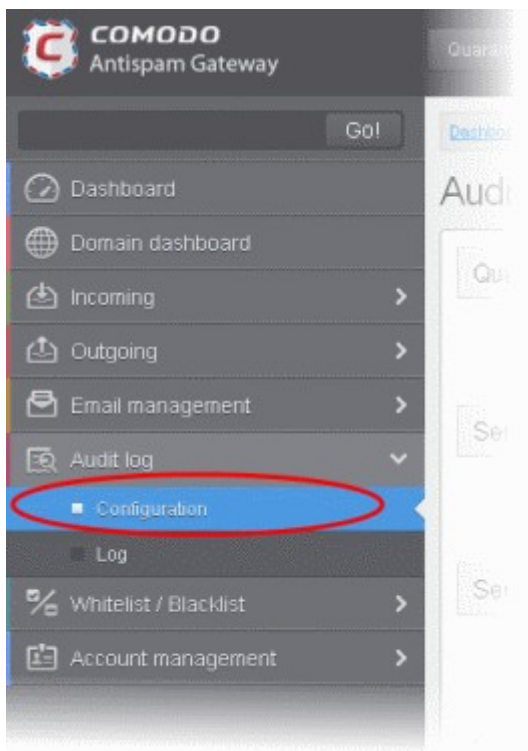 COMODO
Antispam Gateway
Go!
Dashboard
Domain dashboard
Incoming
Outgoing
Email management
Audit log
Configuration
Log
Whitelist / Blacklist
Account management